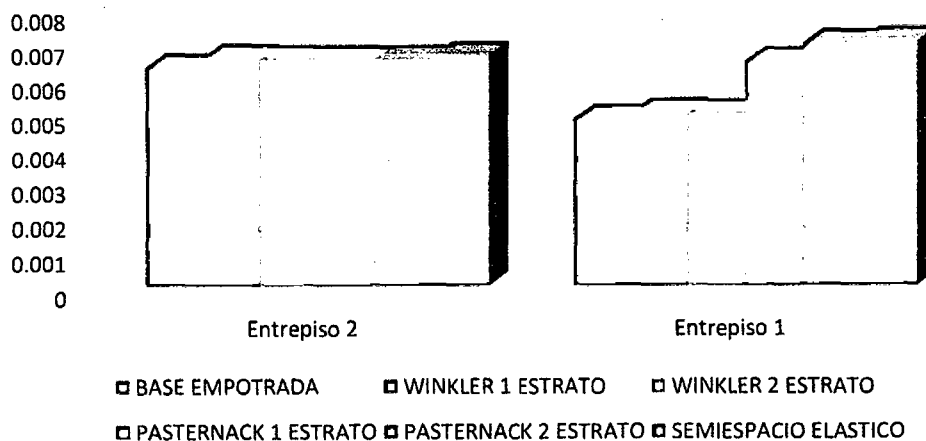 0.008
0.007
0.006
0.005
0.004
0.003
0.002
0.001
0
Entrepiso 2
Entrepiso 1
BASE EMPOTRADA
WINKLER 1 ESTRATO
WINKLER 2 ESTRATO
PASTERNACK 1 ESTRATO
PASTERNACK 2 ESTRATO
SEMIESPACIO ELASTICO